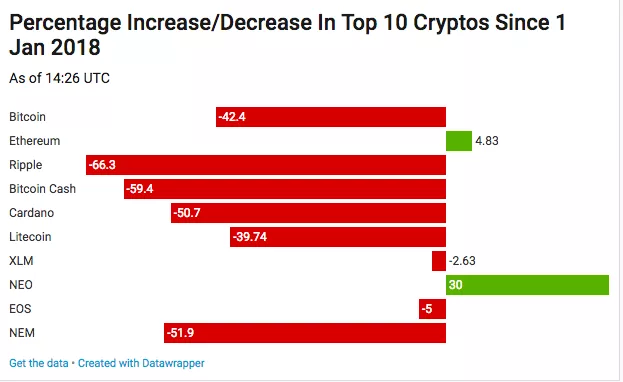 Percentage Increase/Decrease In Top 10 Cryptos Since 1
Jan 2018
As of 14:26 UTC
Bitcoin -42.4
Ethereum 4.83
Ripple -66.3
Bitcoin Cash -59.4
Cardano -50.7
Litecoin -39.74
XLM -2.63
NEO 30
EOS -5
NEM -51.9
Get the data • Created with Datawrapper